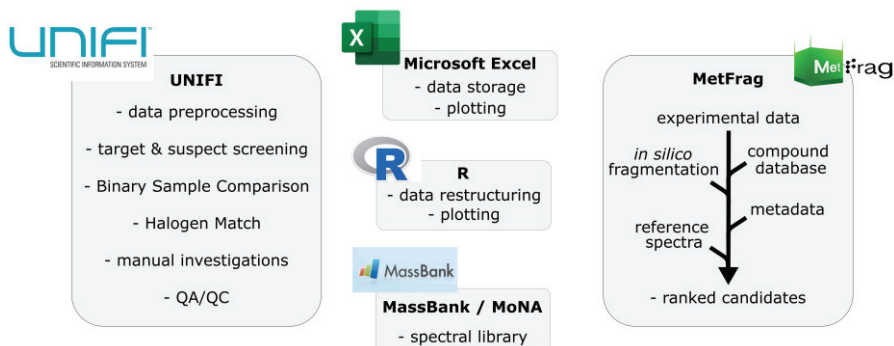 UNIFI
SCIENTIFIC INFORMATION SYSTEM
UNIFI
- data preprocessing
- target & suspect screening
- Binary Sample Comparison
- Halogen Match
- manual investigations
- QA/QC
X
Microsoft Excel
- data storage
- plotting
R
R
- data restructuring
- plotting
MassBank
MassBank / MoNA
- spectral library
MetFrag
MetFrag
experimental data
in silico
fragmentation
compound
database
metadata
reference
spectra
- ranked candidates